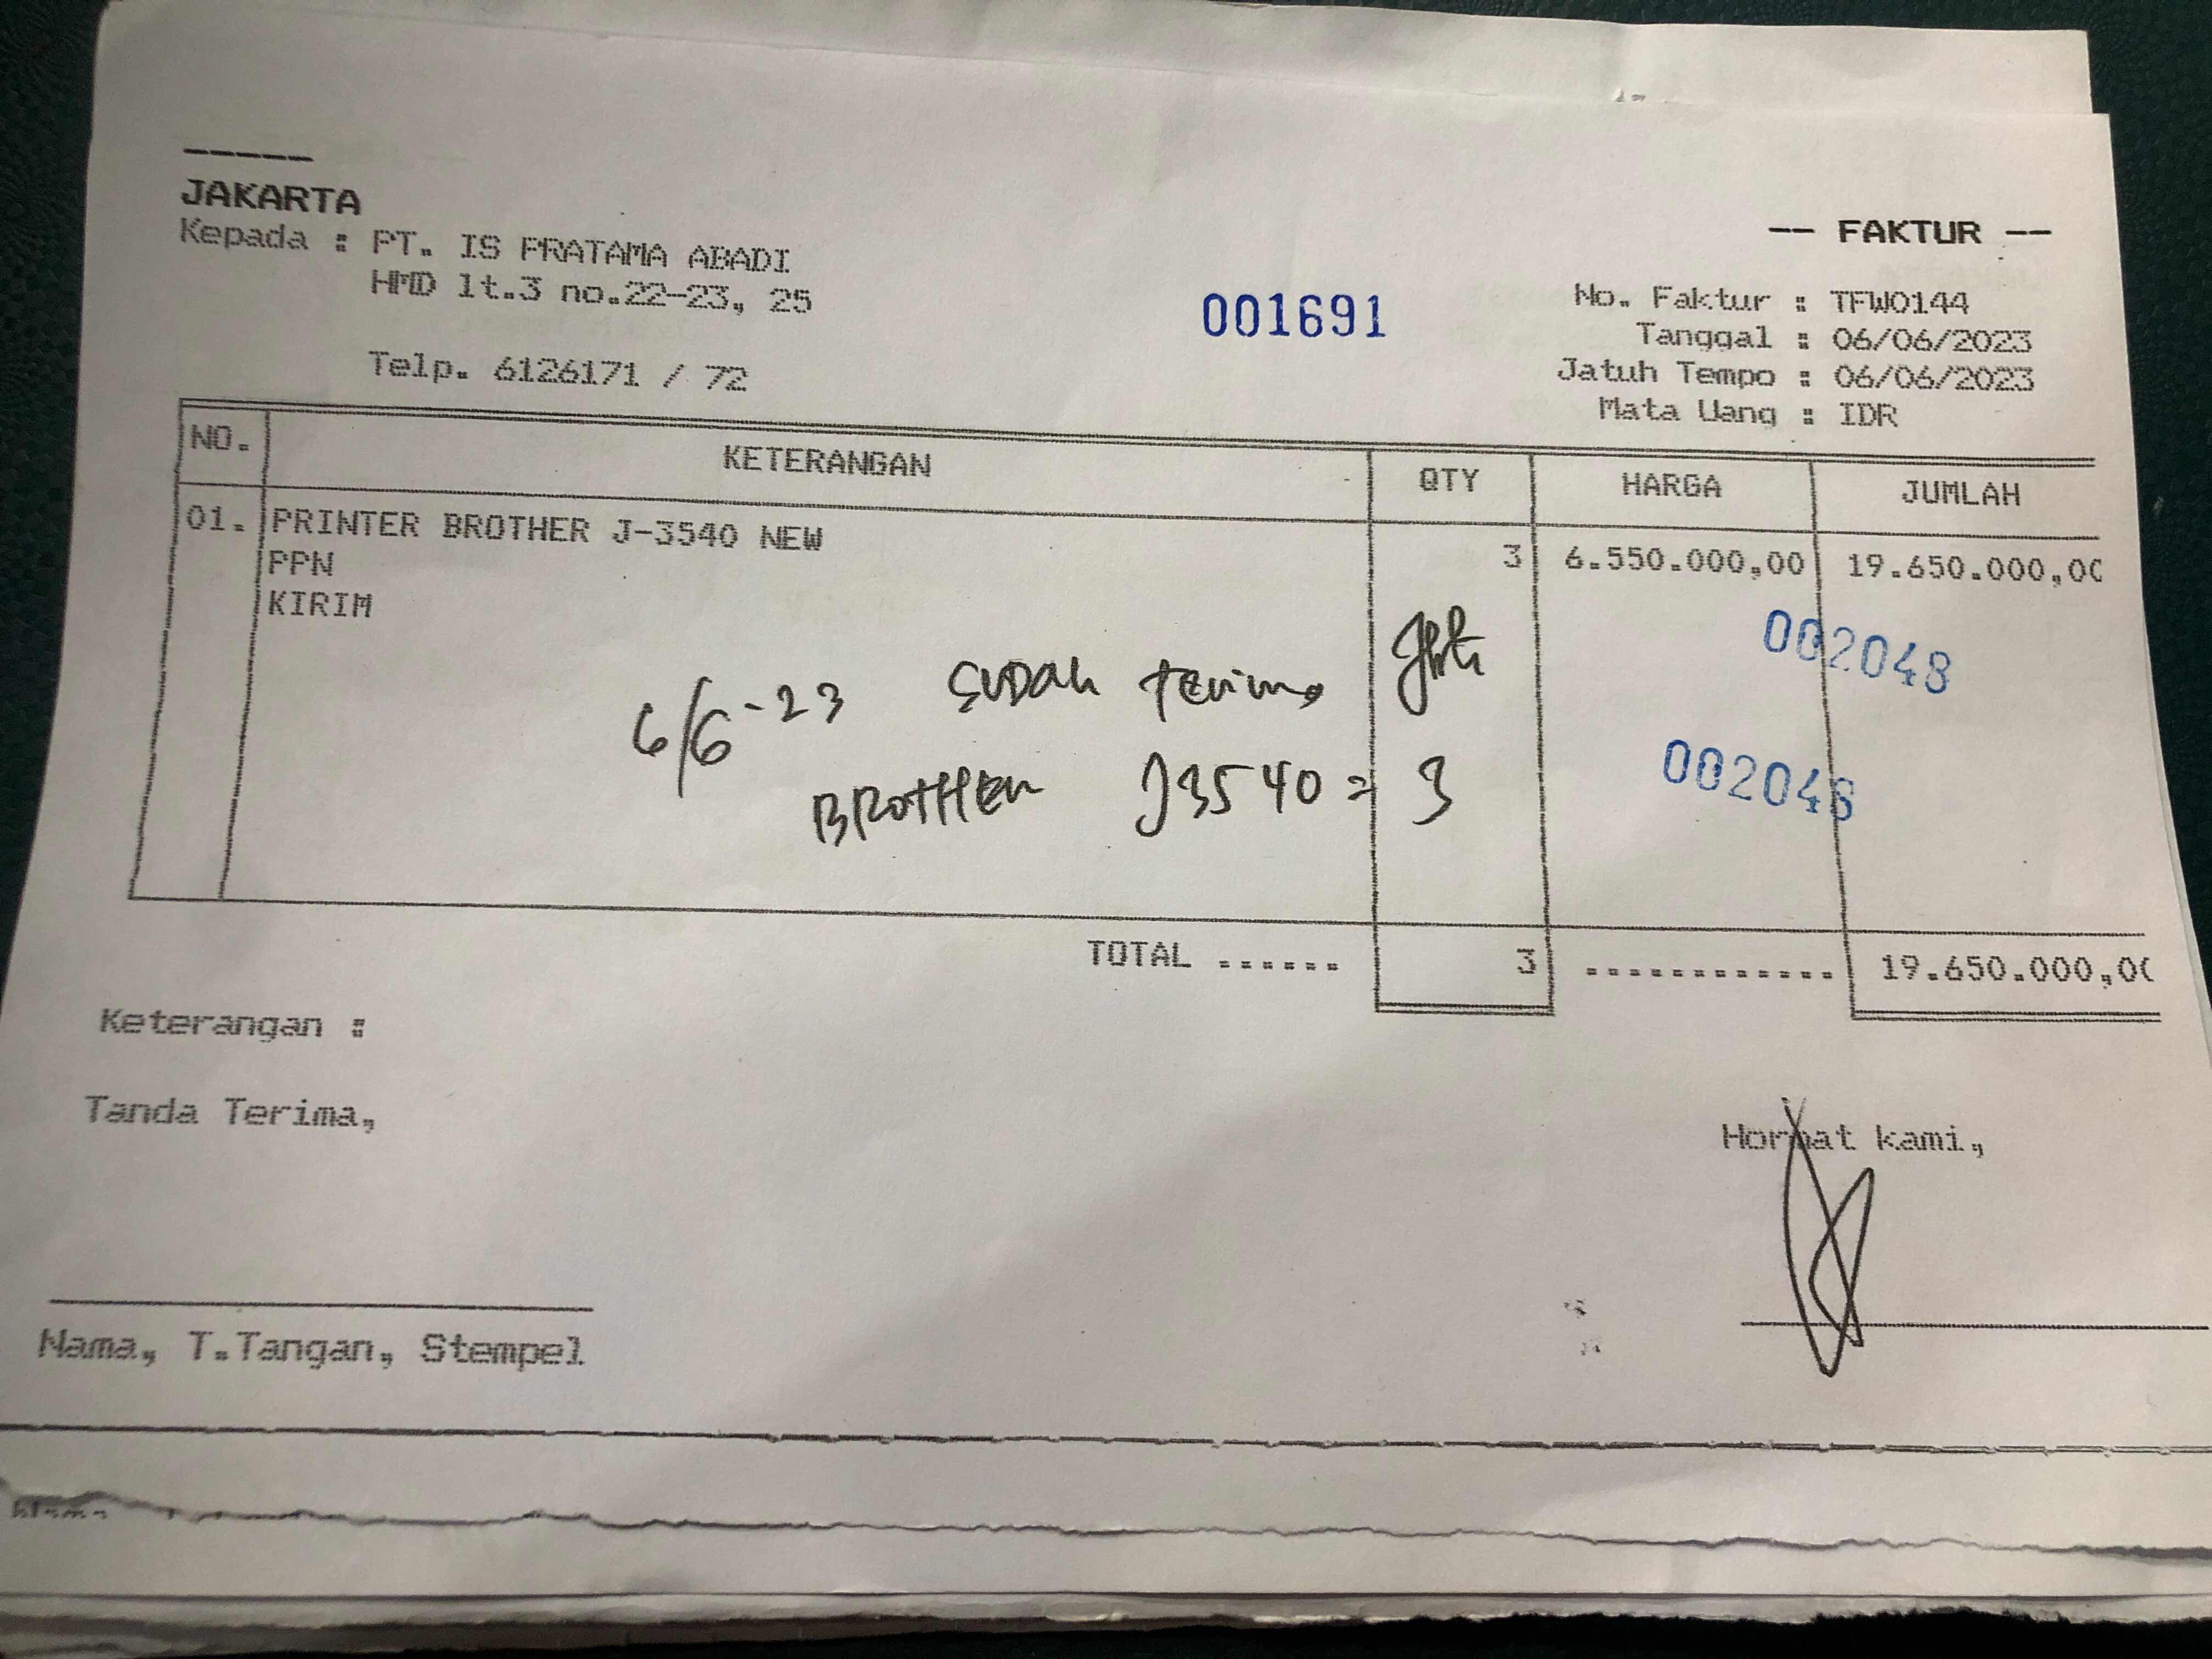 -----
JAKARTA
Kepada : PT. IS PRATAMA ABADI
HMD lt.3 no.22-23, 25
Telp. 6126171 / 72
001691
-- FAKTUR --
No. Faktur : TFW0144
Tanggal : 06/06/2023
Jatuh Tempo : 06/06/2023
Mata Uang : IDR
NO. KETERANGAN QTY HARGA JUMLAH
01. PRINTER BROTHER J-3540 NEW 3 6.550.000,00 19.650.000,00
PPN
KIRIM
002048
6/6-23 SUDAH terima
002048
BROTHER J3540 = 3
TOTAL ...... 3 ............ 19.650.000,00
Keterangan :
Tanda Terima,
Hormat kami,
Nama, T.Tangan, Stempel